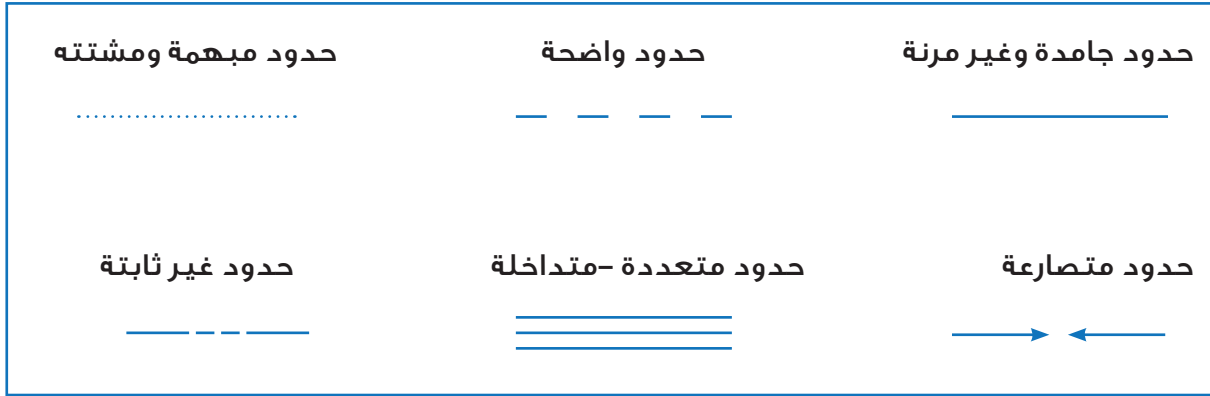 حدود جامدة وغير مرنة
حدود واضحة
حدود مبهمة ومشتته
حدود متصارعة
حدود متعددة –متداخلة
حدود غير ثابتة